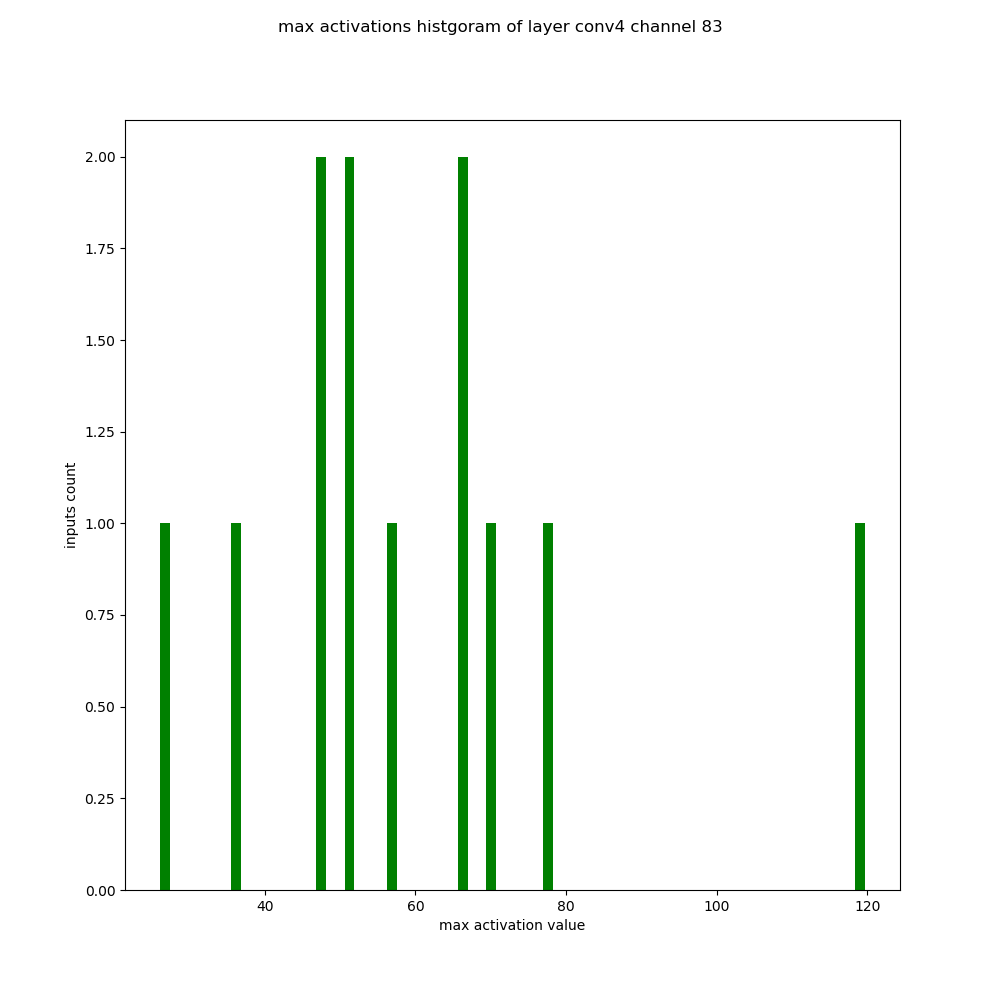 max activations histgoram of layer conv4 channel 83
2.00
1.75
1.50
1.25
1.00
0.75
0.50
0.25
0.00
inputs count
40 60 80 100 120
max activation value